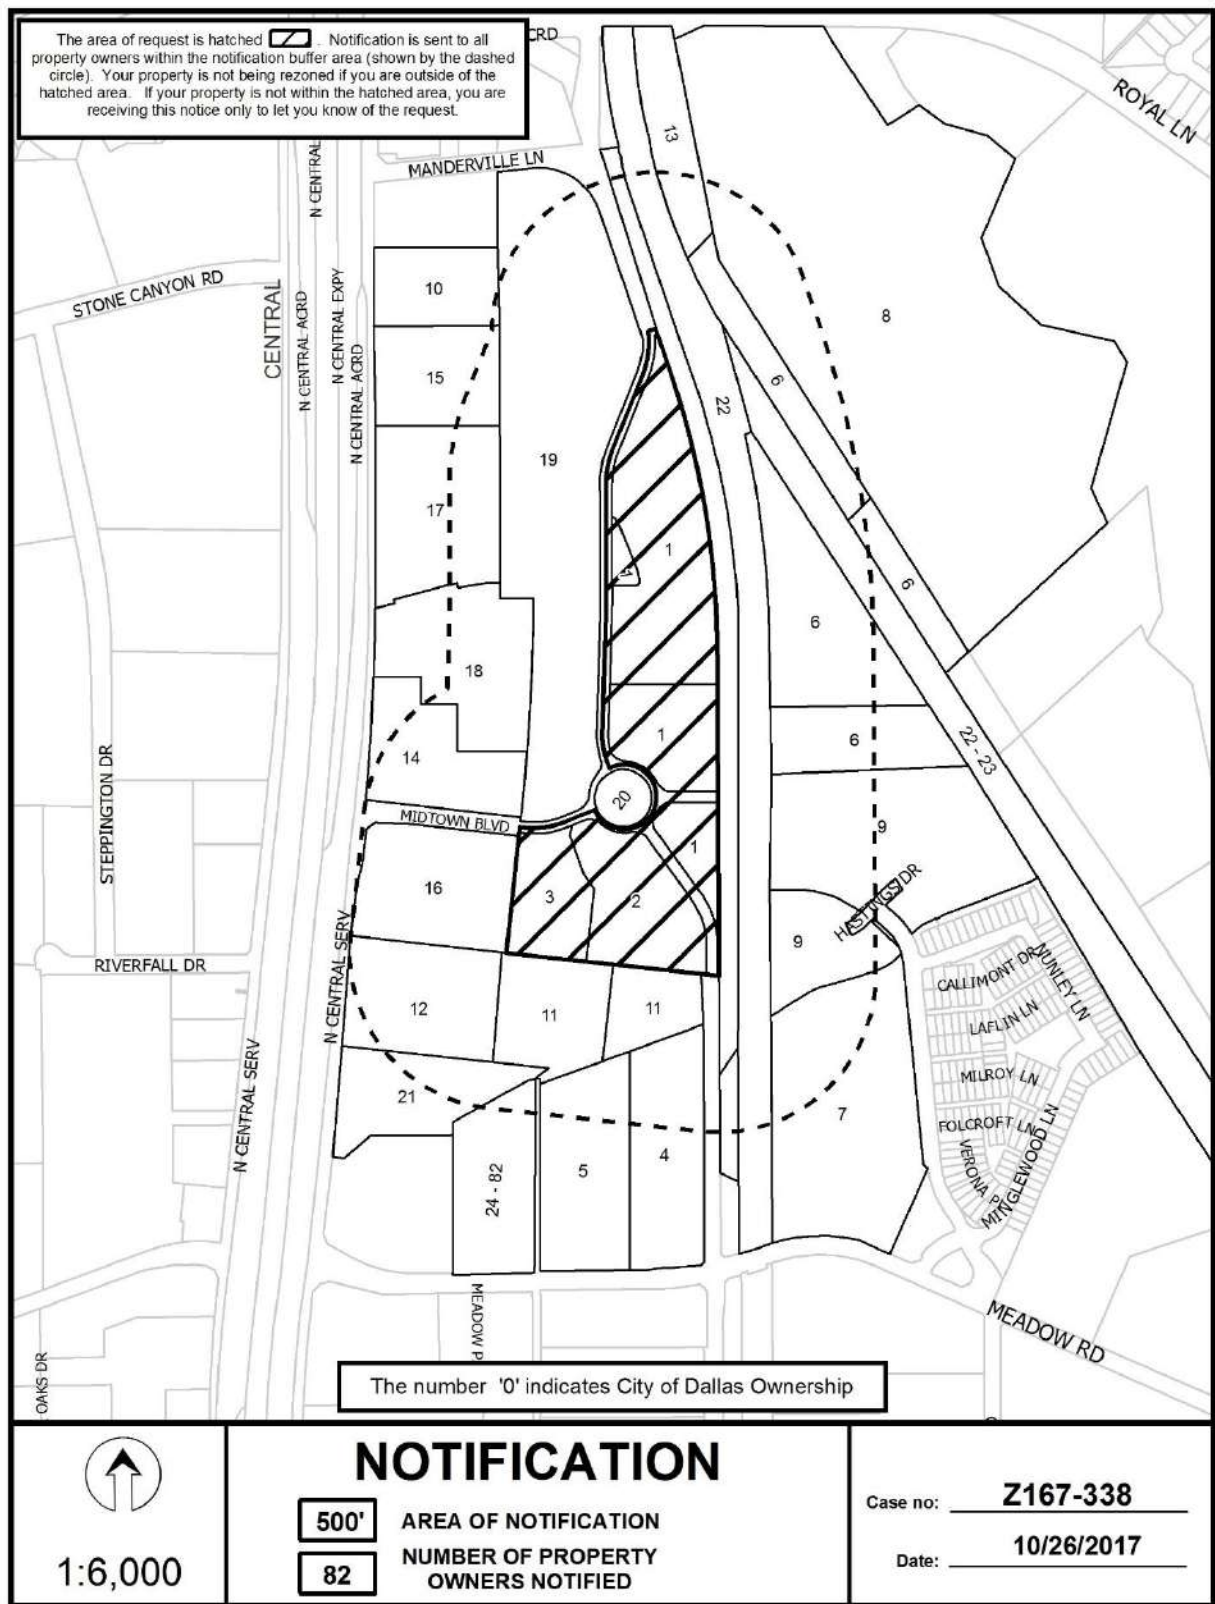 The area of request is hatched . Notification is sent to all
property owners within the notification buffer area (shown by the dashed
circle). Your property is not being rezoned if you are outside of the
hatched area. If your property is not within the hatched area, you are
receiving this notice only to let you know of the request.
CRD
ROYAL LN
MANDERVILLE LN
N CENTRAL
N CENTRAL
STONE CANYON RD
CENTRAL
N CENTRAL ACRD
N CENTRAL EXPY
N CENTRAL ACRD
13
10
8
15
6
22
19
17
1
6
6
18
1
6
22 - 23
14
20
STEPPINGTON DR
MIDTOWN BLVD
9
1
16
3
2
HASTINGS DR
9
RIVERFALL DR
N CENTRAL SERV
CALLIMONT DR
NUNLEY LN
12
11
11
LAFLIN LN
N CENTRAL SERV
MILROY LN
21
7
FOLCROFT LN
MINGLEWOOD LN
VERONA PL
24 - 82
5
4
MEADOW P
MEADOW RD
OAKS DR
The number '0' indicates City of Dallas Ownership
1:6,000
NOTIFICATION
500' AREA OF NOTIFICATION
82 NUMBER OF PROPERTY
OWNERS NOTIFIED
Case no: Z167-338
Date: 10/26/2017